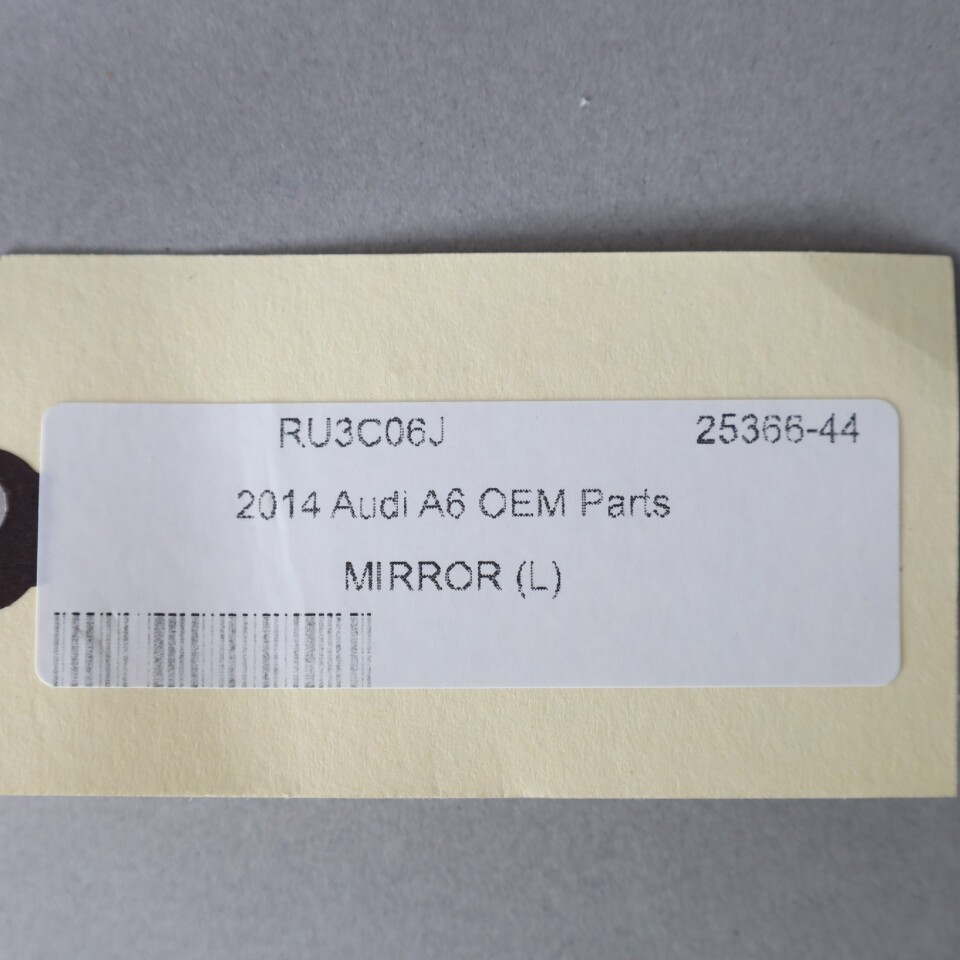 RU3C06J 25366-44
2014 Audi A6 OEM Parts
MIRROR (L)